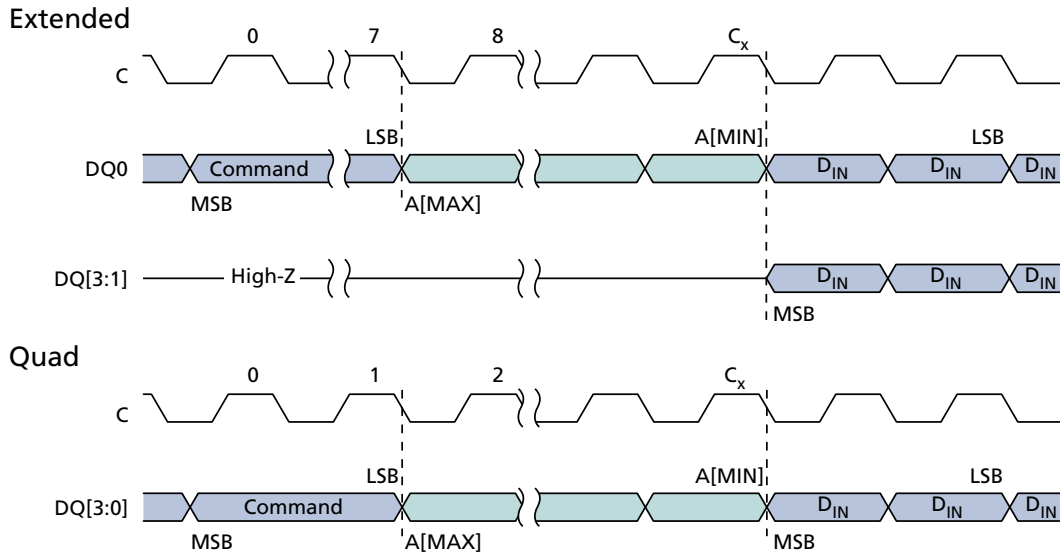 Extended
0 7 8 Cx
C
LSB A[MIN] LSB
DQ0 Command DIN DIN DIN
MSB A[MAX]
DQ[3:1] High-Z DIN DIN DIN
MSB
Quad
0 1 2 Cx
C
LSB A[MIN] LSB
DQ[3:0] Command DIN DIN DIN
MSB A[MAX] MSB